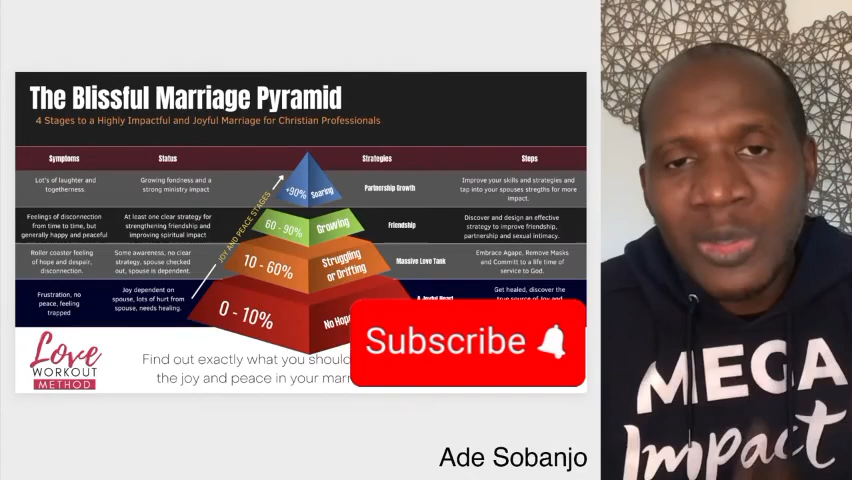 The Blissful Marriage Pyramid
4 Stages to a Highly Impactful and Joyful Marriage for Christian Professionals
Symptoms
Status
Strategies
Steps
Lot's of laughter and
togetherness
Growing fondness and a
strong ministry impact
+90%
Soaring
Partnership Growth
Improve your skills and strategies and
tap into your spouses stregths for more
impact.
JOY AND PEACE STAGES
Feelings of disconnection
from time to time, but
generally happy and peaceful
At least one clear strategy for
strengthening friendship and
improving spiritual impact
60 - 90%
Growing
Friendship
Discover and design an effective
strategy to improve friendship,
partnership and sexual intimacy.
Roller coaster feeling
of hope and despair,
disconnection.
Some awareness, no clear
strategy, spouse checked
out, spouse is dependent.
10 - 60%
Struggling
or Drifting
Massive Love Tank
Embrace Agape, Remove Masks
and Committ to a life time of
service to God.
Frustration, no
peace, feeling
trapped
Joy dependent on
spouse, lots of hurt from
spouse, needs healing.
0 - 10%
No Hope
A Joyful Heart
Get healed, discover the
true source of Joy and
Subscribe
Love
WORKOUT
METHOD
Find out exactly what you should
the joy and peace in your marr
Ade Sobanjo
MEGA
Impact